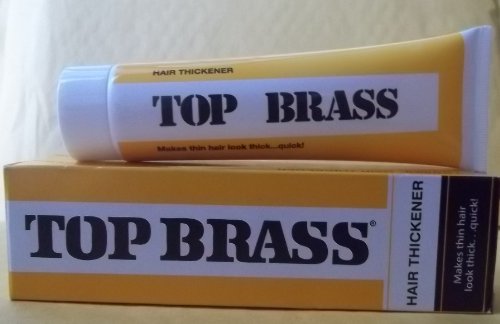 HAIR THICKENER
TOP BRASS
Makes thin hair look thick...quick!
TOP BRASS®
HAIR THICKENER
Makes thin hair
look thick...quick!